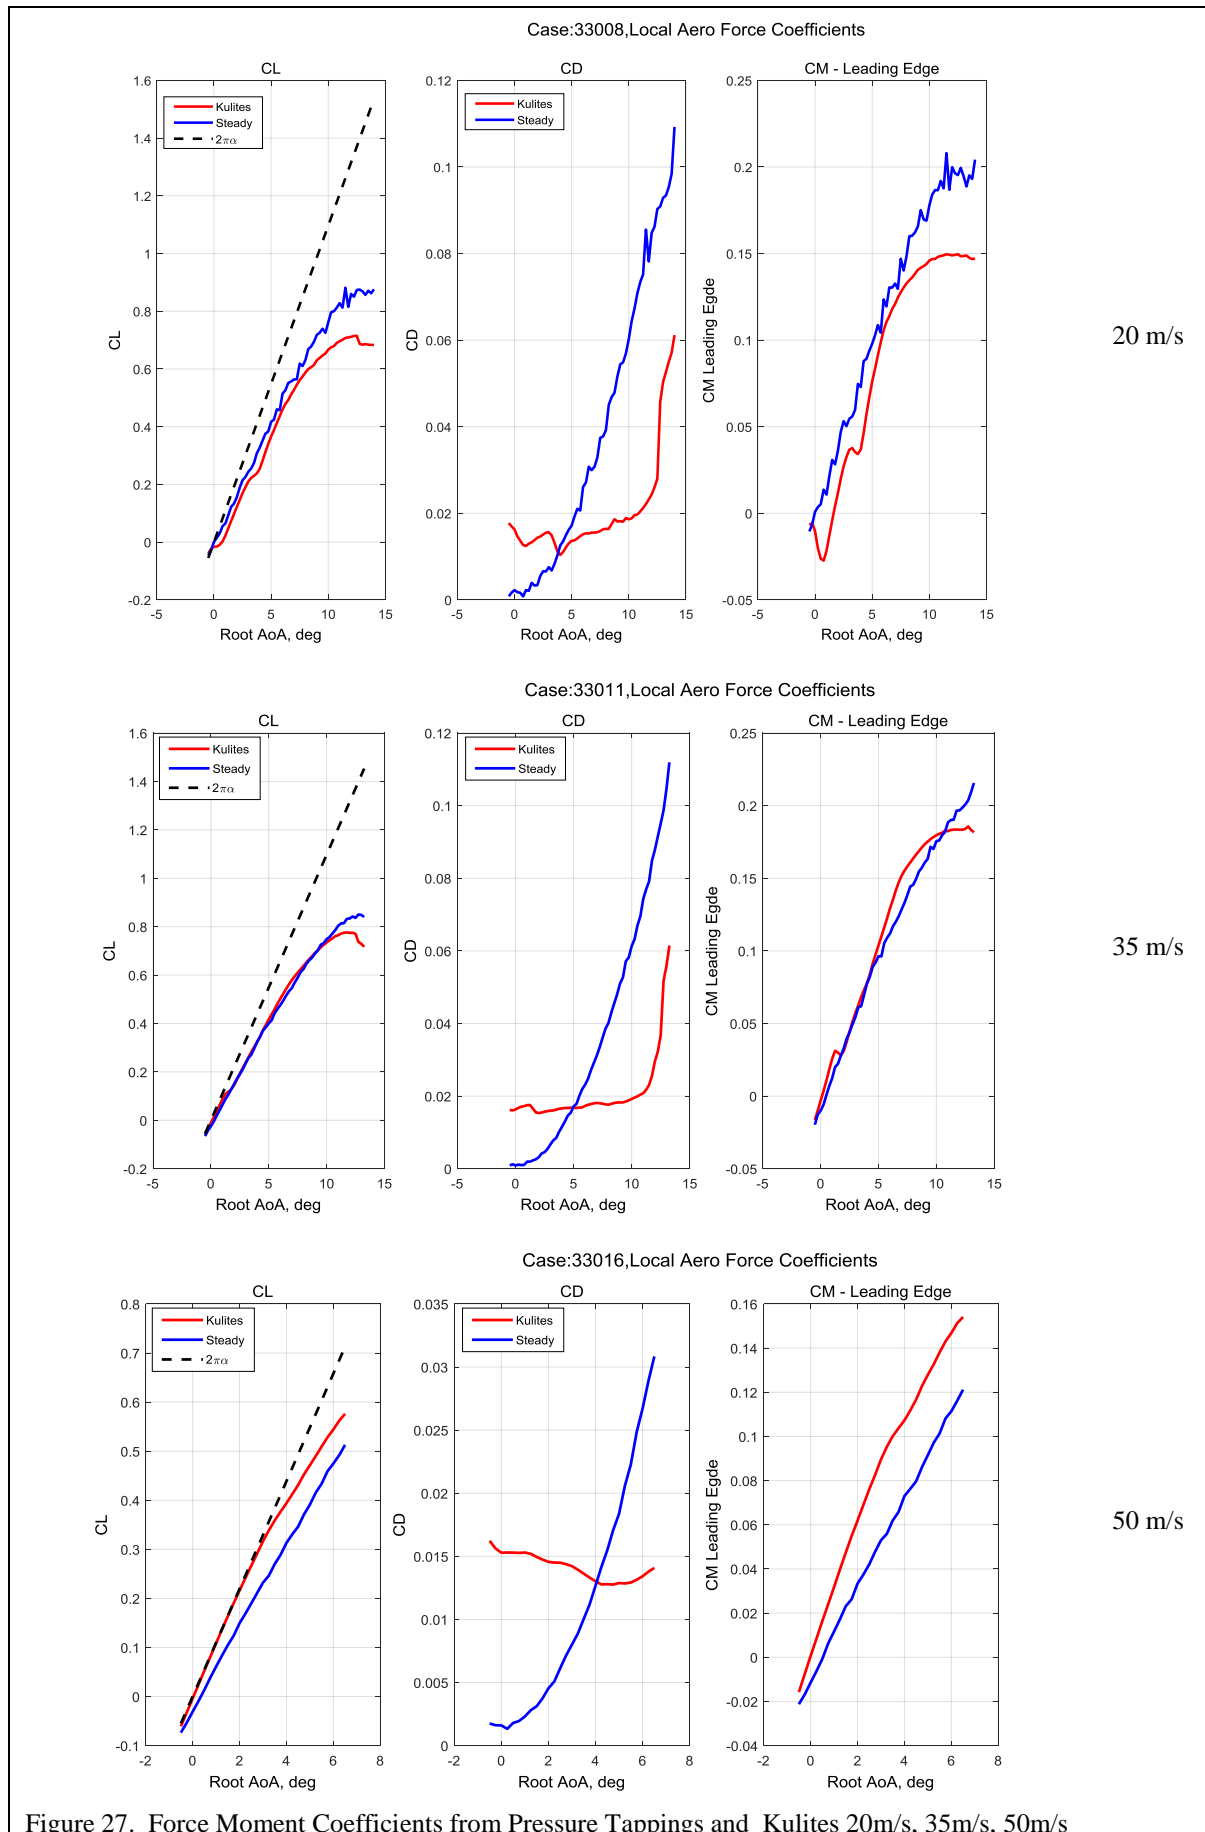 Case:33008,Local Aero Force Coefficients
CL
CD
CM - Leading Edge
1.6
1.4
1.2
1
0.8
0.6
0.4
0.2
0
-0.2
Kulites
Steady
2πα
CL
-5
0
5
10
15
Root AoA, deg
0.12
0.1
0.08
0.06
0.04
0.02
0
Kulites
Steady
CD
-5
0
5
10
15
Root AoA, deg
0.25
0.2
0.15
0.1
0.05
0
-0.05
CM Leading Egde
-5
0
5
10
15
Root AoA, deg
20 m/s
Case:33011,Local Aero Force Coefficients
CL
CD
CM - Leading Edge
1.6
1.4
1.2
1
0.8
0.6
0.4
0.2
0
-0.2
Kulites
Steady
2πα
CL
-5
0
5
10
15
Root AoA, deg
0.12
0.1
0.08
0.06
0.04
0.02
0
Kulites
Steady
CD
-5
0
5
10
15
Root AoA, deg
0.25
0.2
0.15
0.1
0.05
0
-0.05
CM Leading Egde
-5
0
5
10
15
Root AoA, deg
35 m/s
Case:33016,Local Aero Force Coefficients
CL
CD
CM - Leading Edge
0.8
0.7
0.6
0.5
0.4
0.3
0.2
0.1
0
-0.1
Kulites
Steady
2πα
CL
-2
0
2
4
6
8
Root AoA, deg
0.035
0.03
0.025
0.02
0.015
0.01
0.005
0
Kulites
Steady
CD
-2
0
2
4
6
8
Root AoA, deg
0.16
0.14
0.12
0.1
0.08
0.06
0.04
0.02
0
-0.02
-0.04
CM Leading Egde
-2
0
2
4
6
8
Root AoA, deg
50 m/s
Figure 27. Force Moment Coefficients from Pressure Tappings and Kulites 20m/s, 35m/s, 50m/s